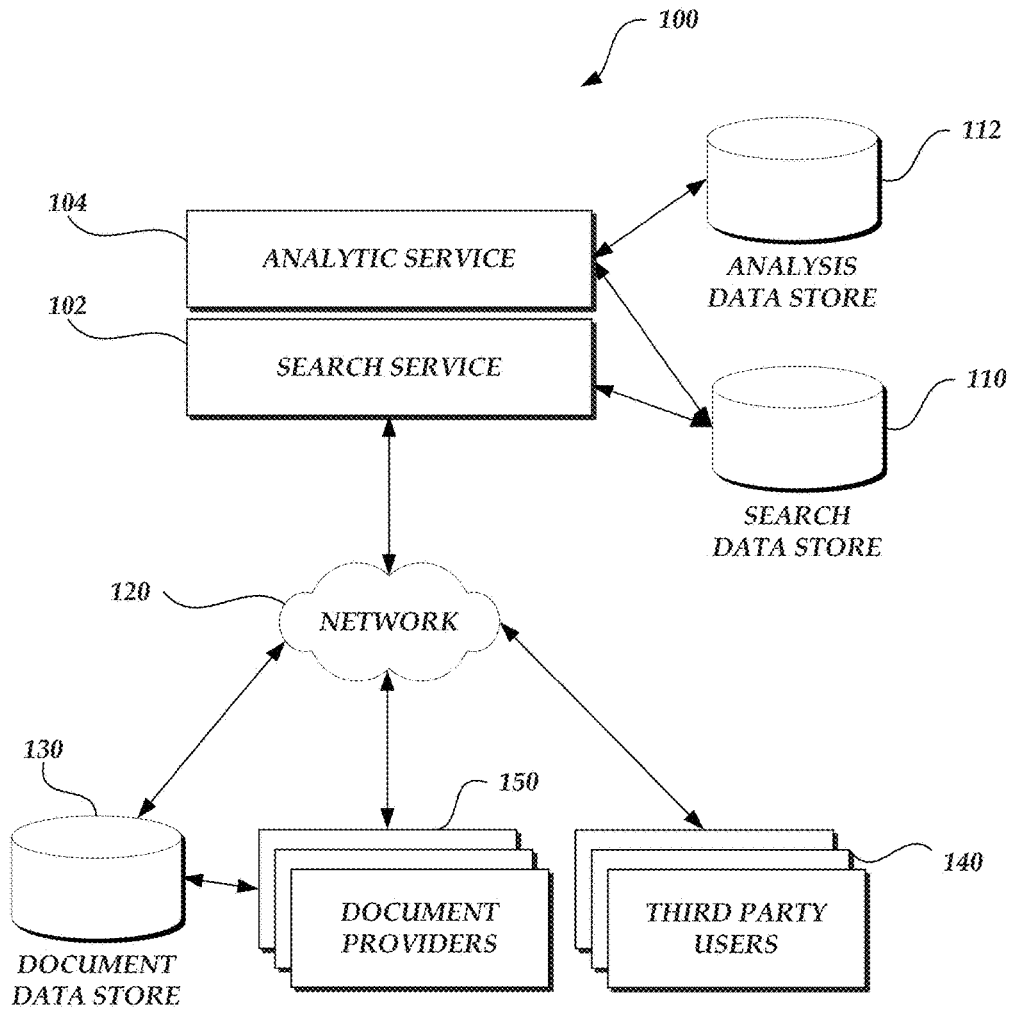 100
112
104
ANALYTIC SERVICE
ANALYSIS
DATA STORE
102
SEARCH SERVICE
110
SEARCH
DATA STORE
120
NETWORK
130
150
140
DOCUMENT
PROVIDERS
THIRD PARTY
USERS
DOCUMENT
DATA STORE